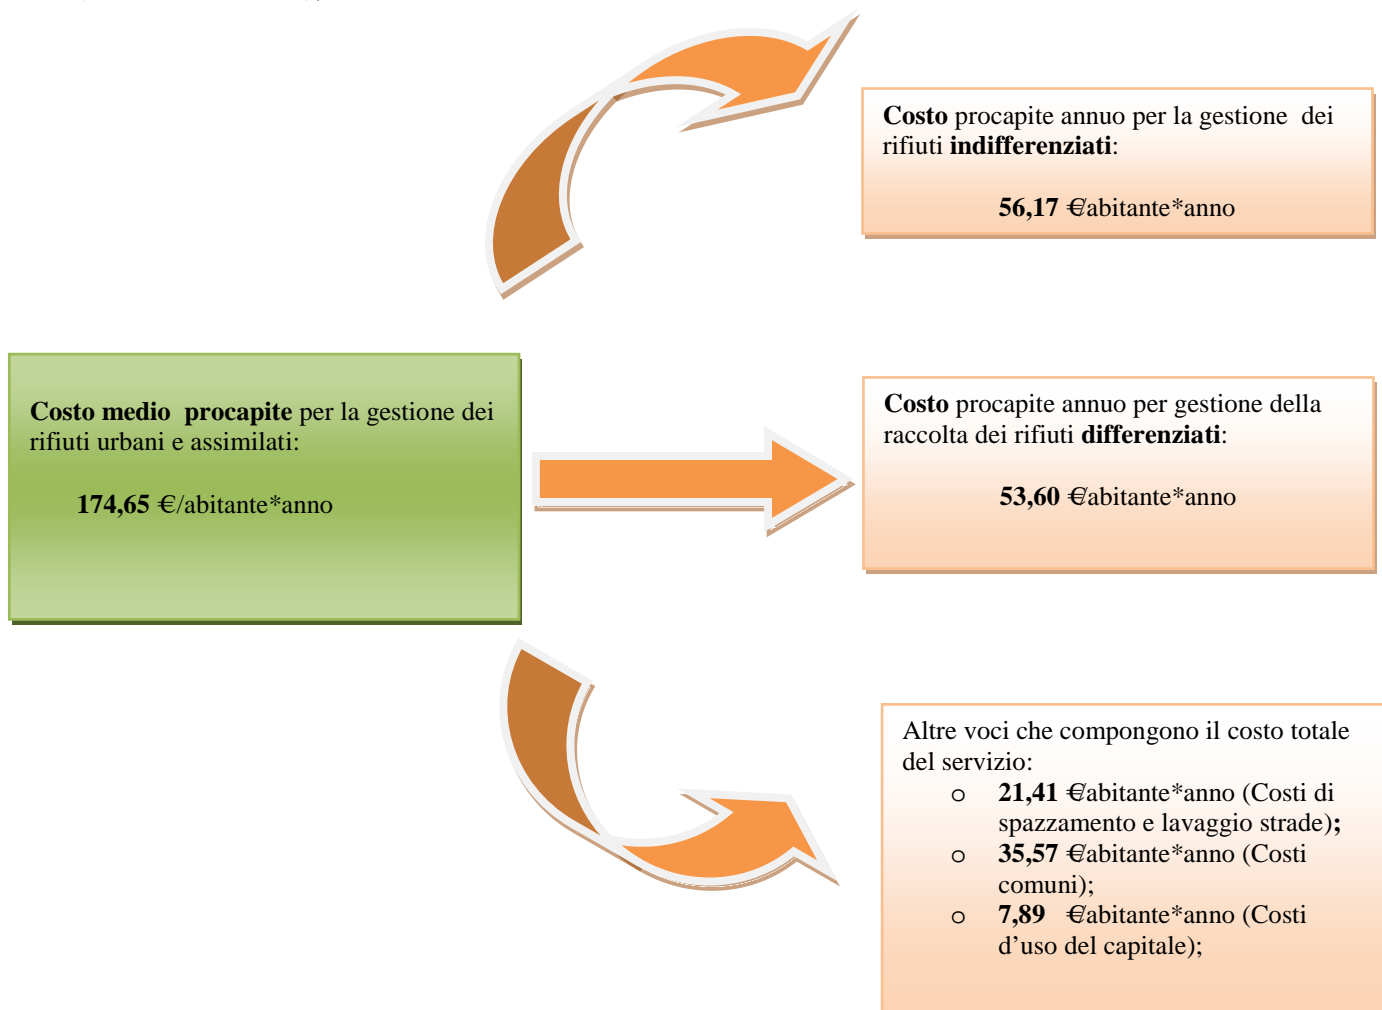 Costo medio procapite per la gestione dei
rifiuti urbani e assimilati:
174,65 €/abitante*anno
Costo procapite annuo per la gestione dei
rifiuti indifferenziati:
56,17 €/abitante*anno
Costo procapite annuo per gestione della
raccolta dei rifiuti differenziati:
53,60 €/abitante*anno
Altre voci che compongono il costo totale
del servizio:
o 21,41 €/abitante*anno (Costi di
spazzamento e lavaggio strade);
o 35,57 €/abitante*anno (Costi
comuni);
o 7,89 €/abitante*anno (Costi
d’uso del capitale);